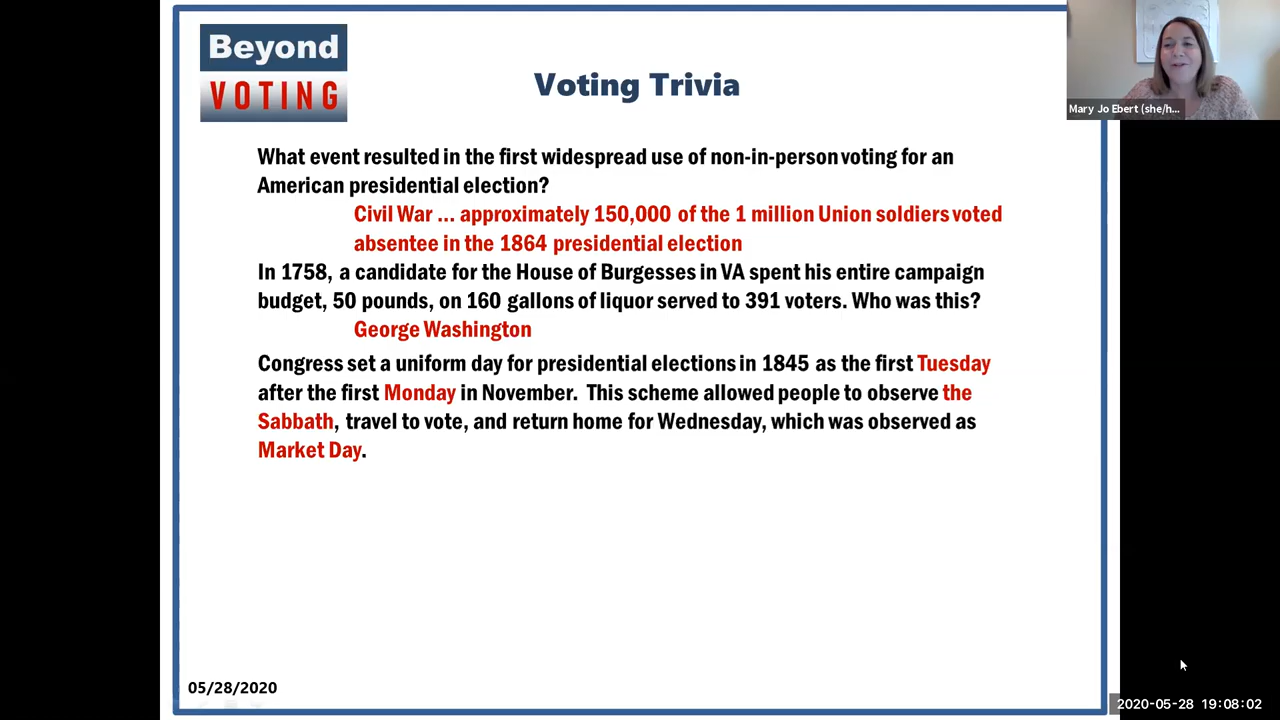 Beyond
VOTING
Voting Trivia
Mary Jo Ebert (she/h...
What event resulted in the first widespread use of non-in-person voting for an
American presidential election?
Civil War ... approximately 150,000 of the 1 million Union soldiers voted
absentee in the 1864 presidential election
In 1758, a candidate for the House of Burgesses in VA spent his entire campaign
budget, 50 pounds, on 160 gallons of liquor served to 391 voters. Who was this?
George Washington
Congress set a uniform day for presidential elections in 1845 as the first Tuesday
after the first Monday in November. This scheme allowed people to observe the
Sabbath, travel to vote, and return home for Wednesday, which was observed as
Market Day.
05/28/2020
2020-05-28 19:08:02